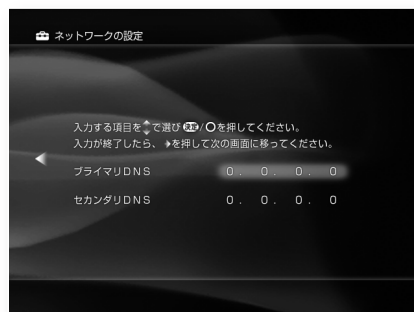 ネットワークの設定
入力する項目を で選び 決定/○を押してください。
入力が終了したら、 を押して次の画面に移ってください。
プライマリDNS 0. 0. 0. 0
セカンダリDNS 0. 0. 0. 0